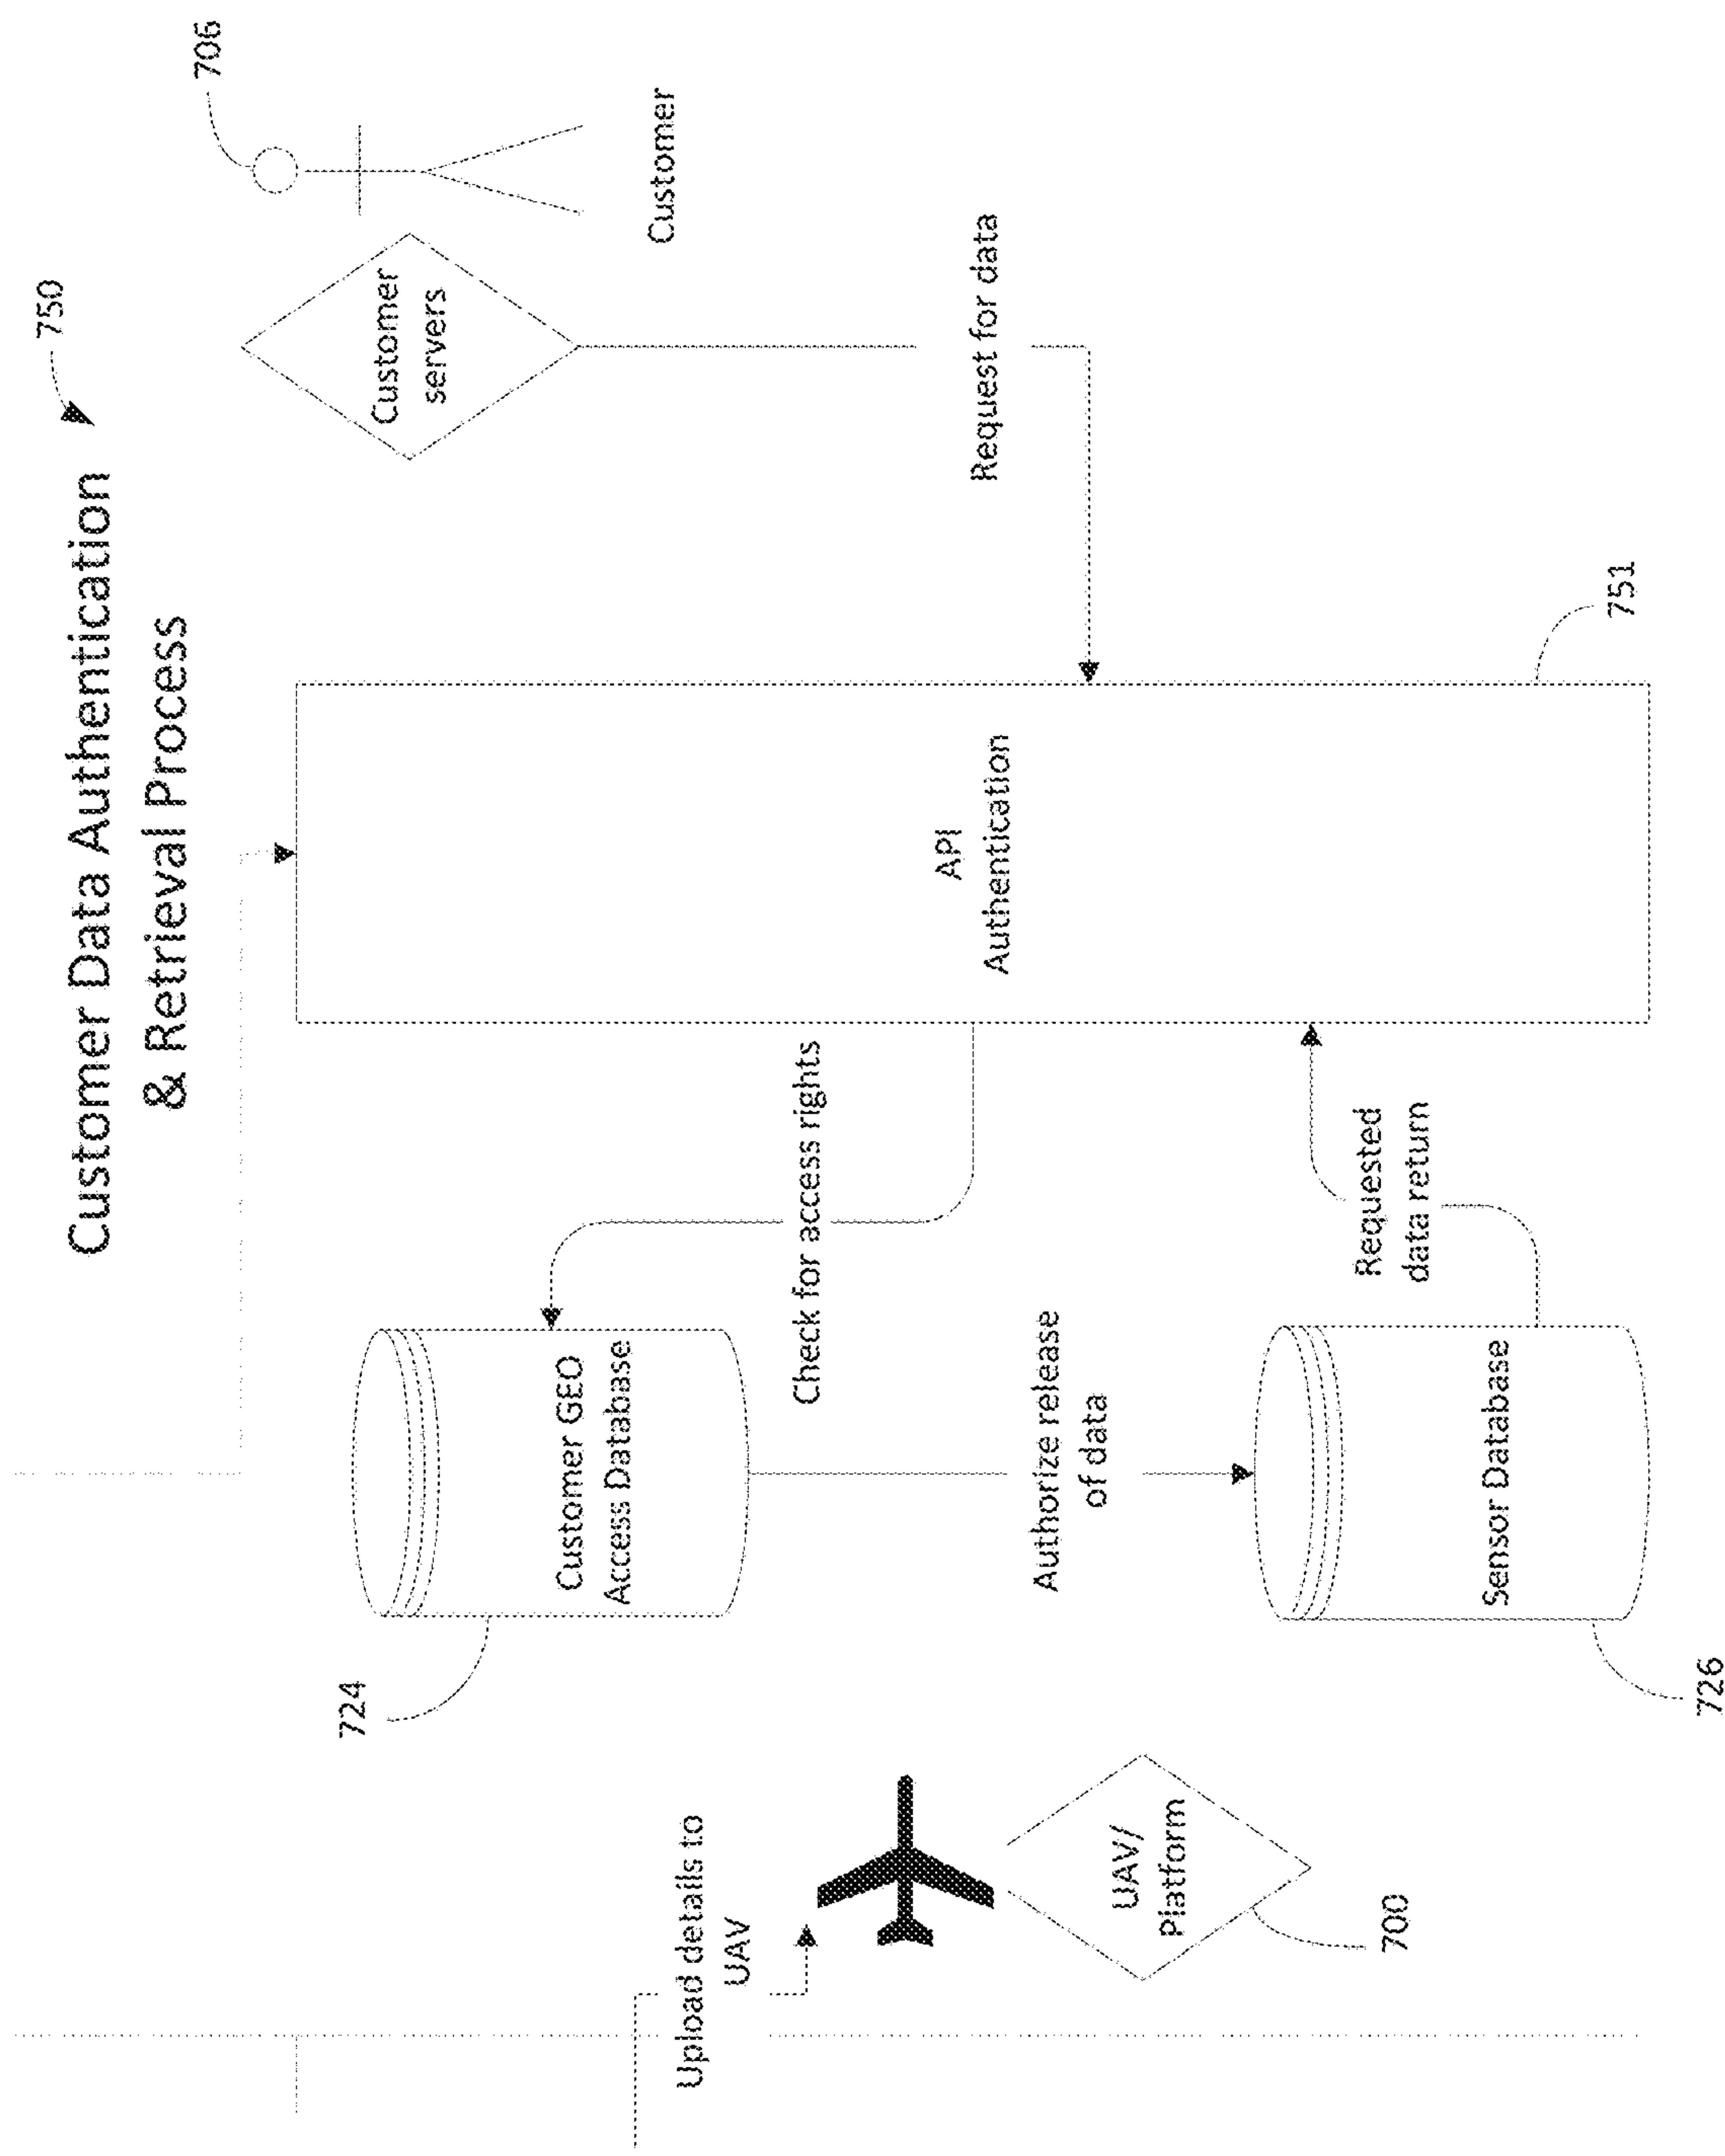 Customer Data Authentication
& Retrieval Process
750
706
Customer
servers
Customer
Request for data
API
Authentication
751
Check for access rights
Customer GEO
Access Database
724
Authorize release
of data
Requested
data return
Sensor Database
726
Upload details to
UAV
UAV/
Platform
700